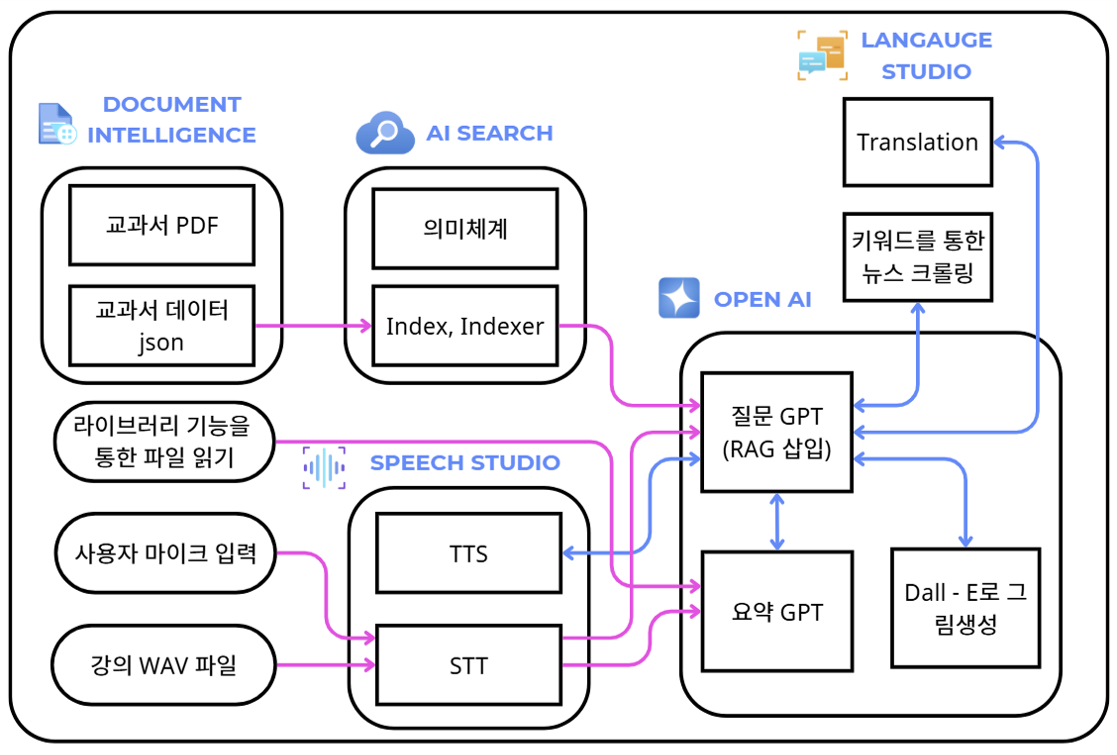 LANGAUGE
STUDIO
DOCUMENT
INTELLIGENCE
AI SEARCH
Translation
교과서 PDF
의미체계
키워드를 통한
뉴스 크롤링
교과서 데이터
json
Index, Indexer
OPEN AI
라이브러리 기능을
통한 파일 읽기
질문 GPT
(RAG 삽입)
SPEECH STUDIO
사용자 마이크 입력
TTS
요약 GPT
Dall - E로 그
림생성
강의 WAV 파일
STT